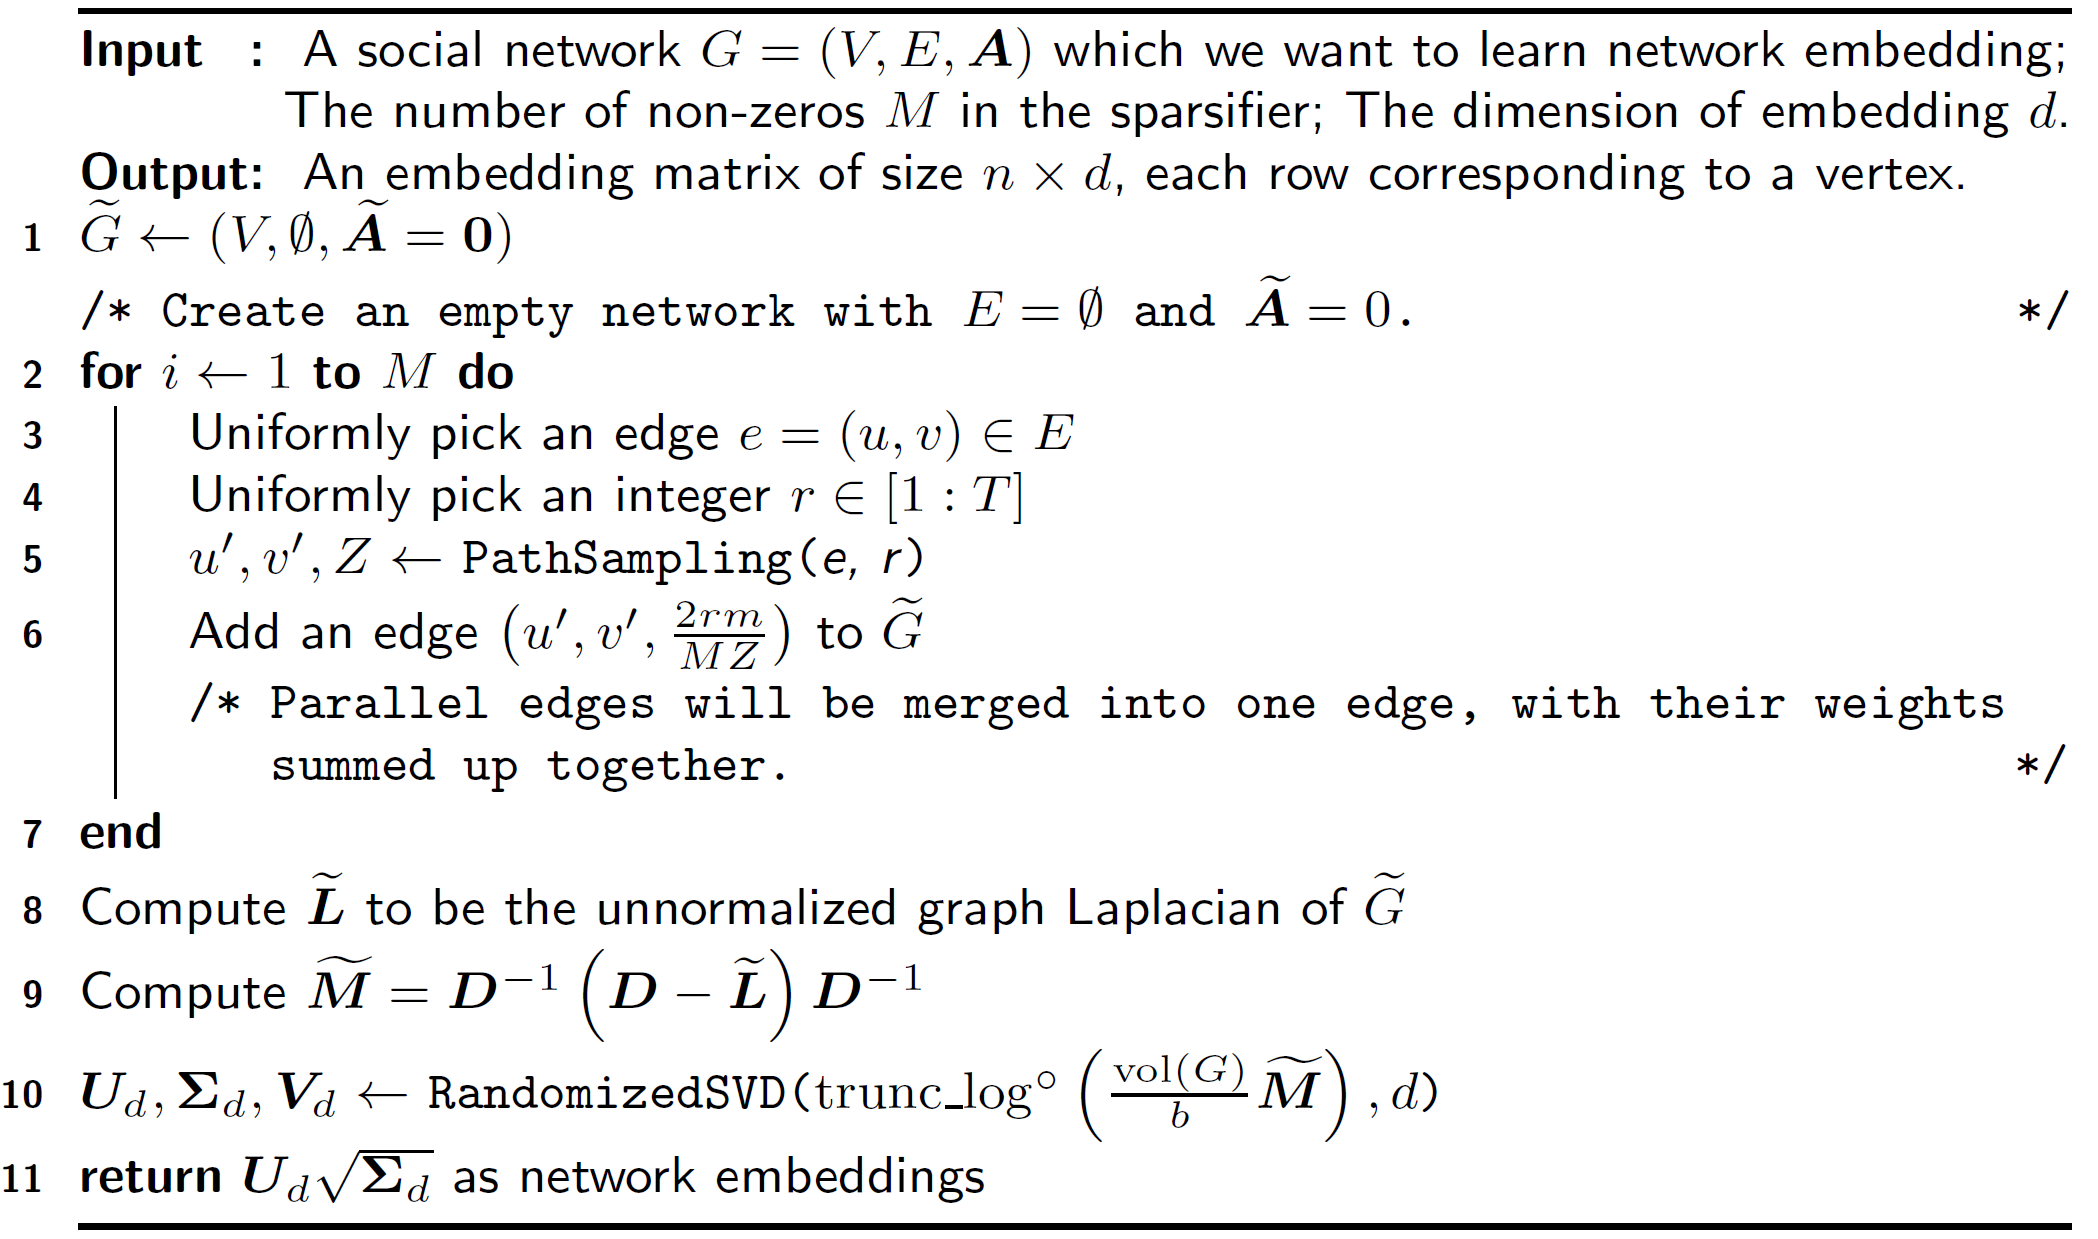 Input : A social network G = (V, E, A) which we want to learn network embedding;
The number of non-zeros M in the sparsifier; The dimension of embedding d.
Output: An embedding matrix of size n × d, each row corresponding to a vertex.
1 G̃ ← (V, ∅, Ã = 0)
/* Create an empty network with E = ∅ and Ã = 0. */
2 for i ← 1 to M do
3 Uniformly pick an edge e = (u, v) ∈ E
4 Uniformly pick an integer r ∈ [1 : T]
5 u′, v′, Z ← PathSampling(e, r)
6 Add an edge (u′, v′, \frac{2rm}{MZ}) to G̃
/* Parallel edges will be merged into one edge, with their weights
summed up together. */
7 end
8 Compute L̃ to be the unnormalized graph Laplacian of G̃
9 Compute M̃ = D⁻¹ (D − L̃) D⁻¹
10 U_d, Σ_d, V_d ← RandomizedSVD(trunc_log° (\frac{vol(G)}{b} M̃), d)
11 return U_d√Σ_d as network embeddings